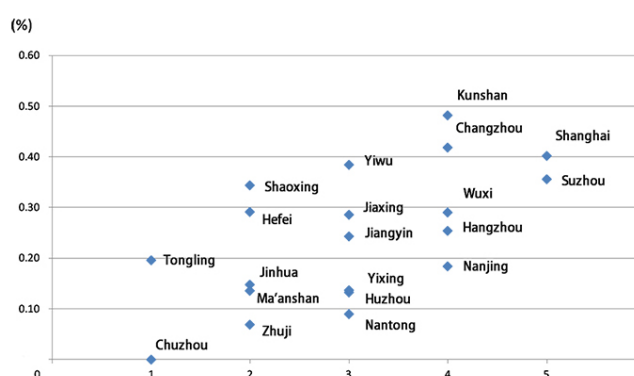 (%)
0.60
Kunshan
0.50
Changzhou
Shanghai
0.40
Yiwu
Shaoxing
Suzhou
Wuxi
0.30
Jiaxing
Hefei
Hangzhou
Jiangyin
0.20
Tongling
Nanjing
Jinhua
Yixing
Ma'anshan
Huzhou
0.10
Zhuji
Nantong
Chuzhou
0 1 2 3 4 5